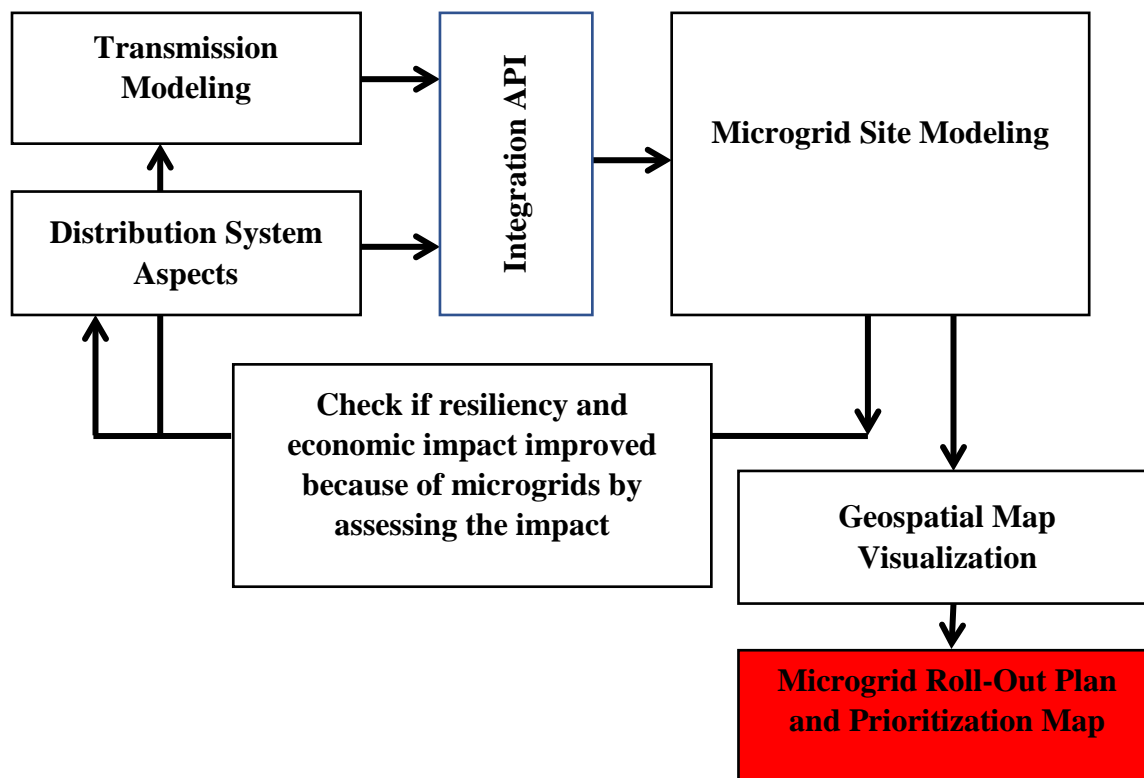 Transmission
Modeling
Integration API
Microgrid Site Modeling
Distribution System
Aspects
Check if resiliency and
economic impact improved
because of microgrids by
assessing the impact
Geospatial Map
Visualization
Microgrid Roll-Out Plan
and Prioritization Map